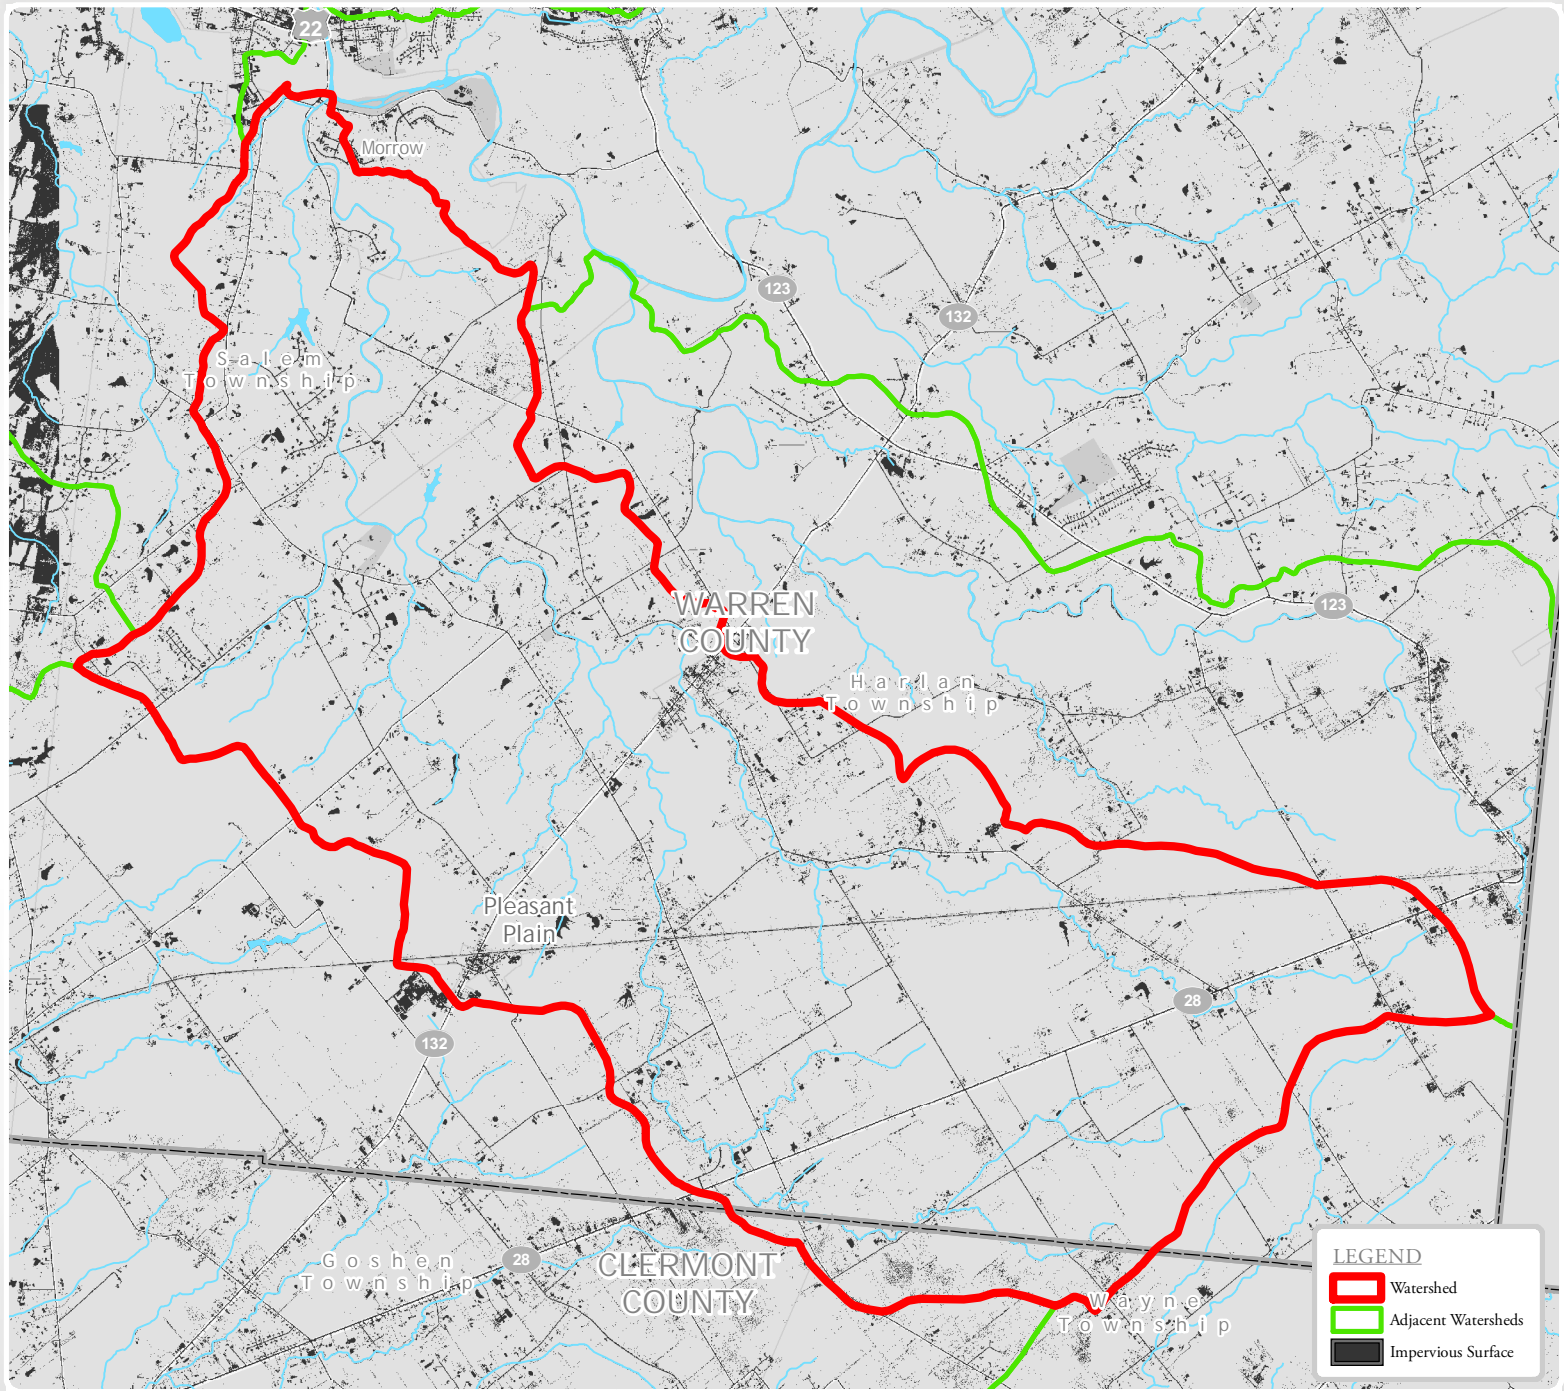 22
Morrow
123
132
Salem
Township
WARREN
COUNTY
123
Harlan
Township
Pleasant
Plain
28
132
Goshen
Township
28
CLERMONT
COUNTY
Wayne
Township
LEGEND
Watershed
Adjacent Watersheds
Impervious Surface